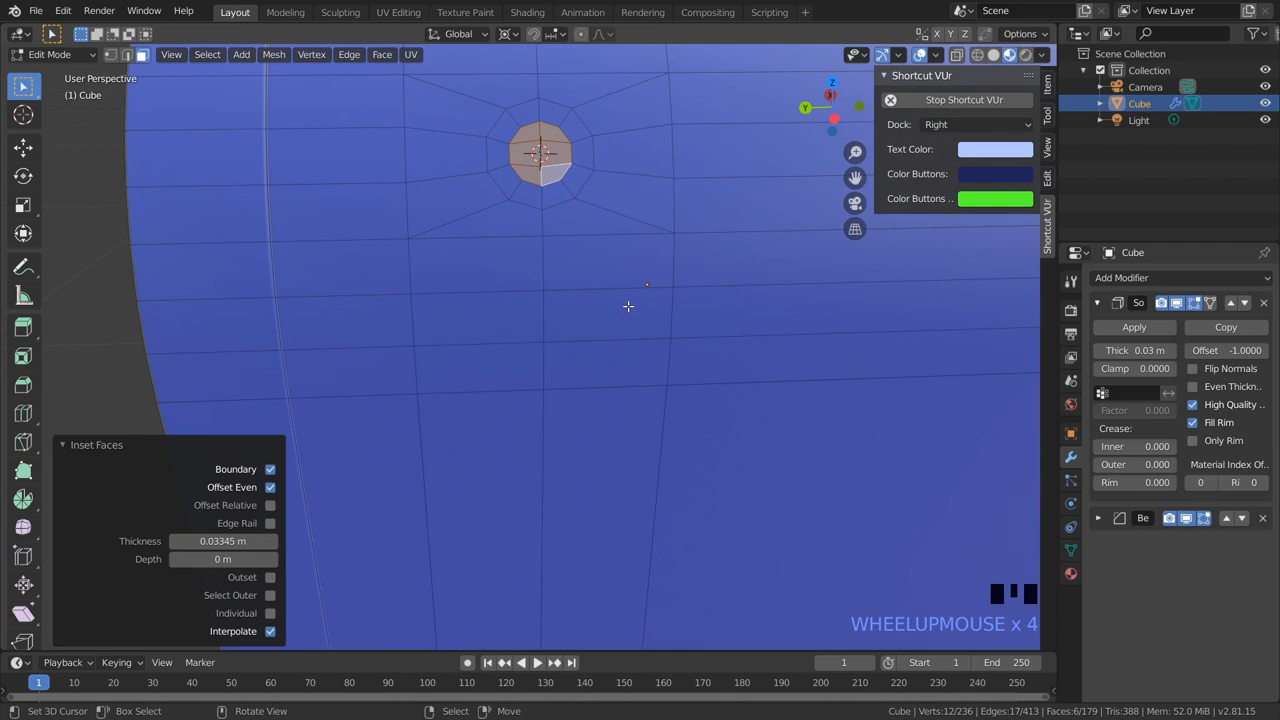 File Edit Render Window Help Layout Modeling Sculpting UV Editing Texture Paint Shading Animation Rendering Compositing Scripting + Scene View Layer
Global X Y Z Options
Edit Mode View Select Add Mesh Vertex Edge Face UV
User Perspective
(1) Cube
Z
Y
X
Shortcut VUr
Stop Shortcut VUr
Dock: Right
Text Color:
Color Buttons:
Color Buttons ..
Item
Tool
View
Edit
Shortcut VUr
Scene Collection
Collection
Camera
Cube
Light
Cube
Add Modifier
So
Apply Copy
Thick 0.03 m Offset -1.0000
Clamp 0.0000 Flip Normals
Even Thickn..
High Quality ..
Factor 0.000
Crease: Fill Rim
Inner 0.000 Only Rim
Outer 0.000 Material Index Of..
Rim 0.000 0 Ri 0
Be
Inset Faces
Boundary
Offset Even
Offset Relative
Edge Rail
Thickness 0.03345 m
Depth 0 m
Outset
Select Outer
Individual
Interpolate
WHEELUPMOUSE x 4
Playback Keying View Marker 1 Start 1 End 250
1 10 20 30 40 50 60 70 80 90 100 110 120 130 140 150 160 170 180 190 200 210 220 230 240 250
Set 3D Cursor Box Select Rotate View Select Move Cube | Verts:12/236 | Edges:17/413 | Faces:6/179 | Tris:388 | Mem: 52.0 MiB | v2.81.15